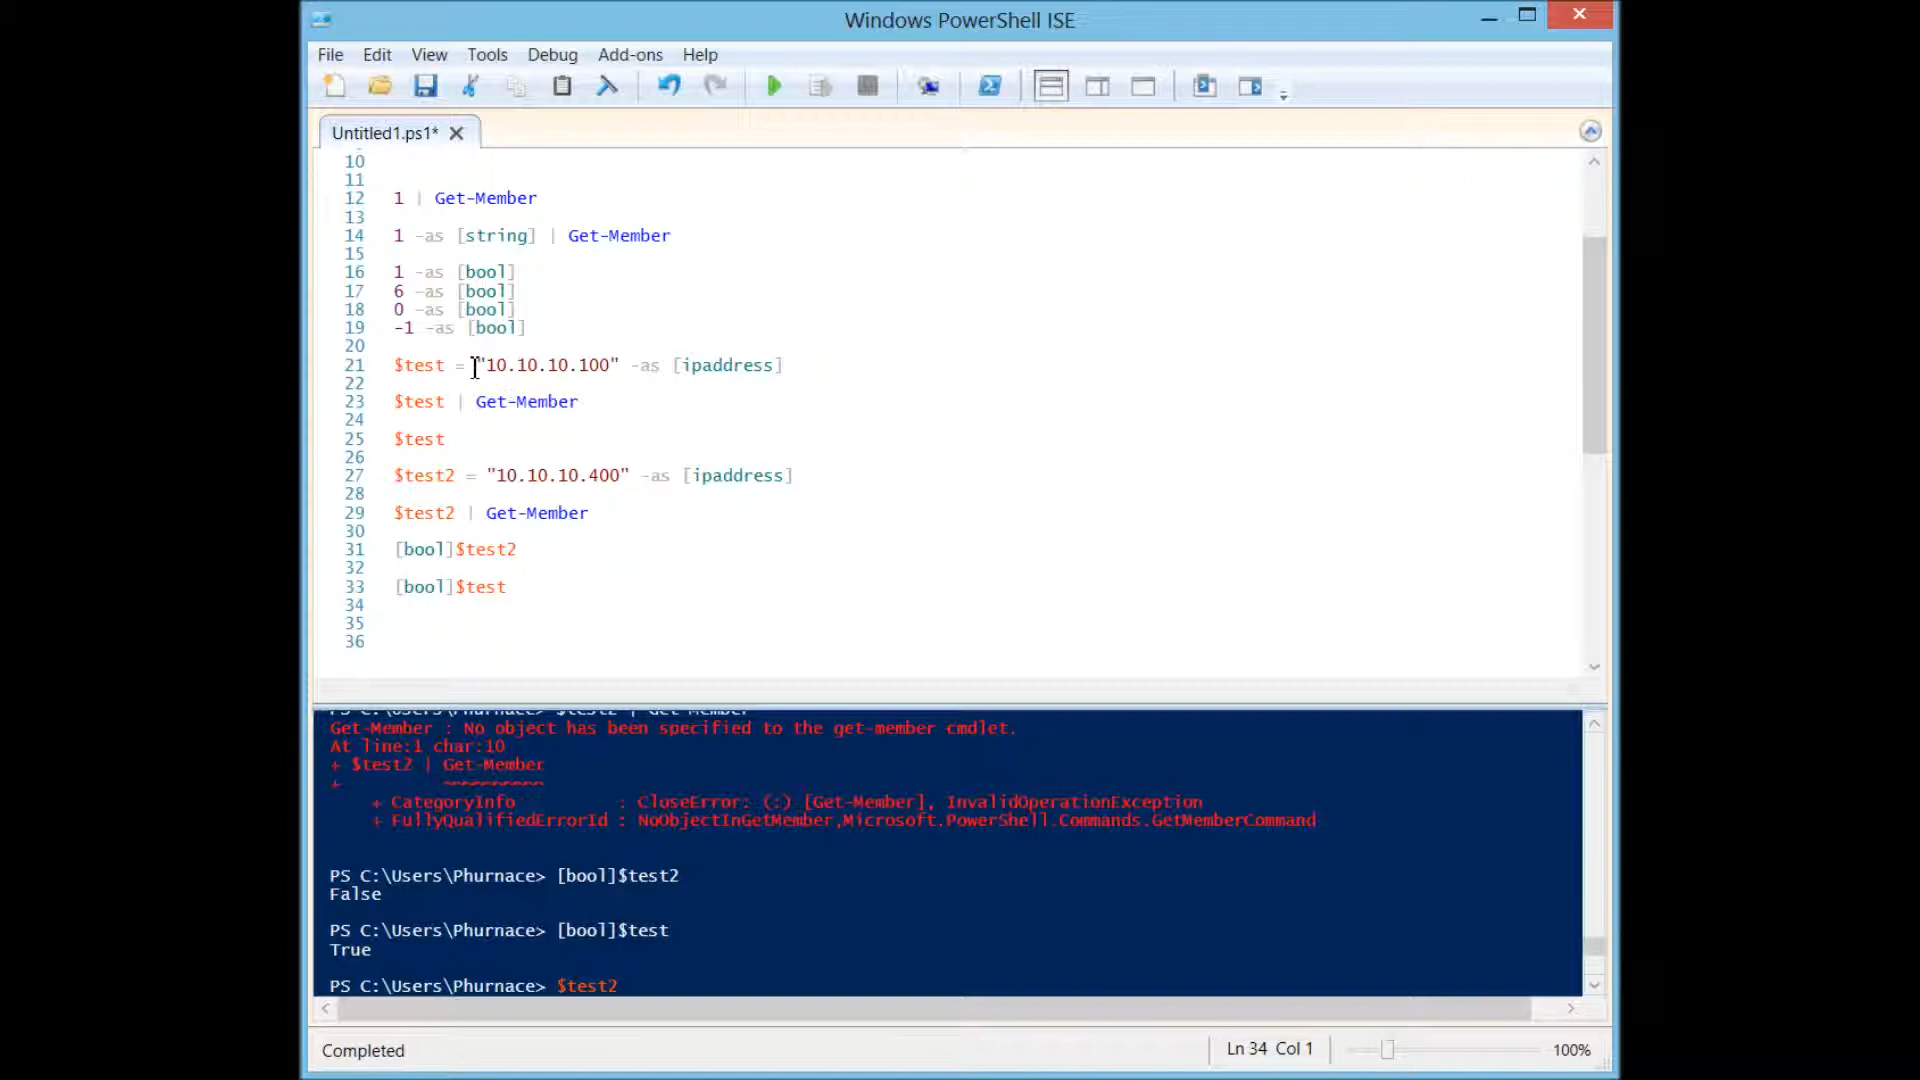 Windows PowerShell ISE
File Edit View Tools Debug Add-ons Help
Untitled1.ps1*
10
11
12 1 | Get-Member
13
14 1 -as [string] | Get-Member
15
16 1 -as [bool]
17 6 -as [bool]
18 0 -as [bool]
19 -1 -as [bool]
20
21 $test = "10.10.10.100" -as [ipaddress]
22
23 $test | Get-Member
24
25 $test
26
27 $test2 = "10.10.10.400" -as [ipaddress]
28
29 $test2 | Get-Member
30
31 [bool]$test2
32
33 [bool]$test
34
35
36
PS C:\Users\Phurnace> $test2 | Get-Member
Get-Member : No object has been specified to the get-member cmdlet.
At line:1 char:10
+ $test2 | Get-Member
+ ~~~~~~~~~~
+ CategoryInfo : CloseError: (:) [Get-Member], InvalidOperationException
+ FullyQualifiedErrorId : NoObjectInGetMember,Microsoft.PowerShell.Commands.GetMemberCommand
PS C:\Users\Phurnace> [bool]$test2
False
PS C:\Users\Phurnace> [bool]$test
True
PS C:\Users\Phurnace> $test2
Completed Ln 34 Col 1 100%